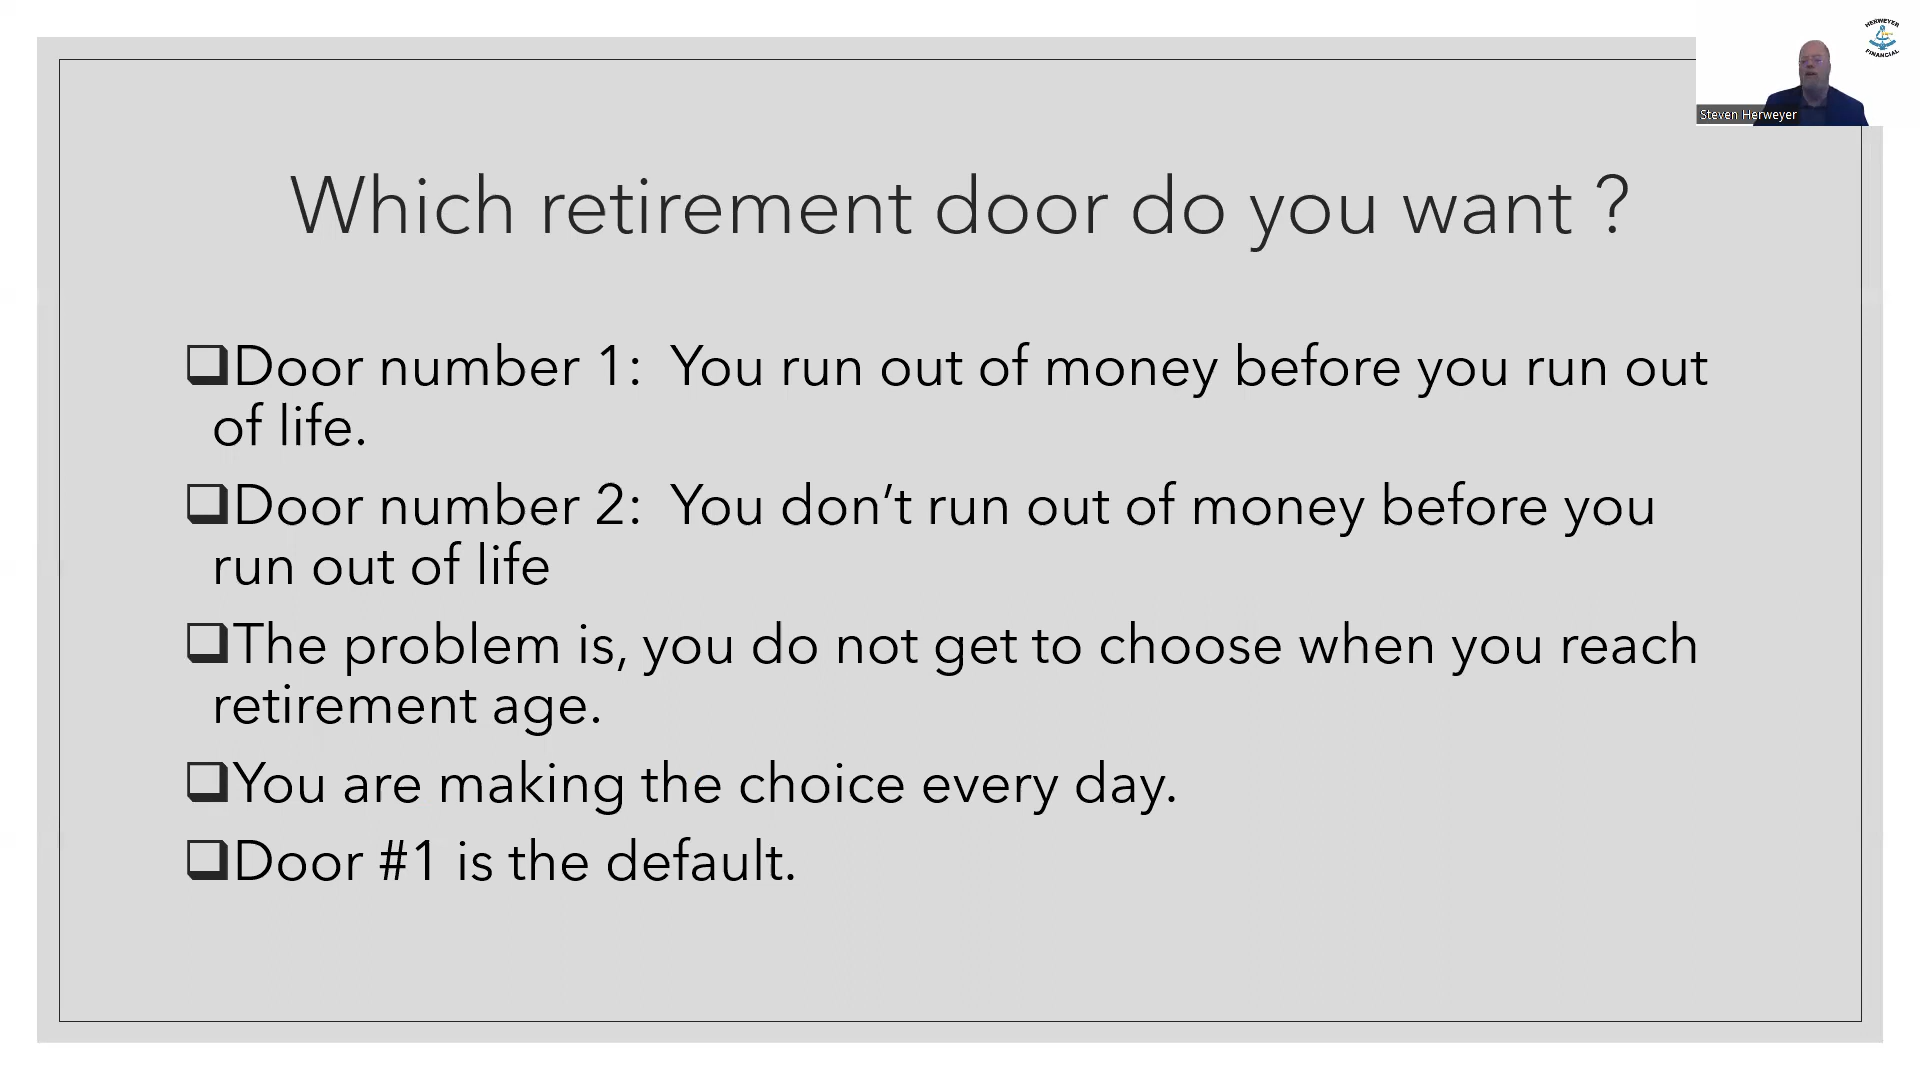 HERWEYER
FINANCIAL
Steven Herweyer
Which retirement door do you want ?
❑Door number 1:  You run out of money before you run out
of life.
❑Door number 2:  You don’t run out of money before you
run out of life
❑The problem is, you do not get to choose when you reach
retirement age.
❑You are making the choice every day.
❑Door #1 is the default.